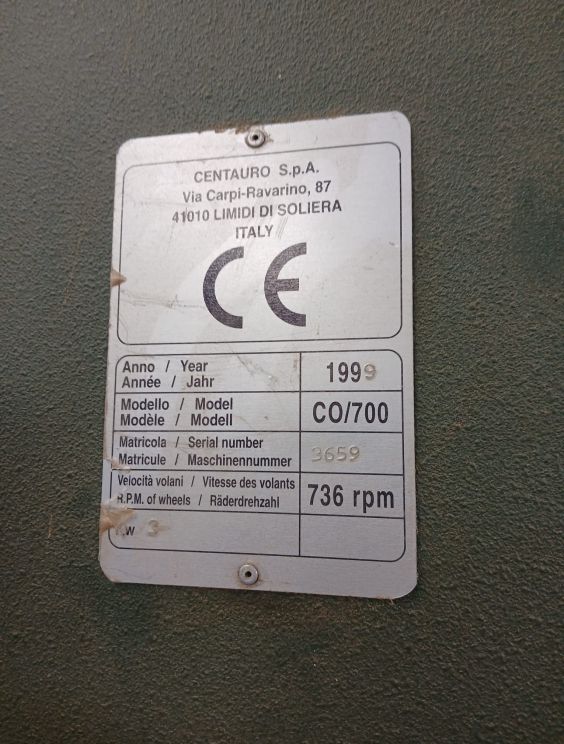 CENTAURO S.p.A.
Via Carpi-Ravarino, 87
41010 LIMIDI DI SOLIERA
ITALY
CE
Anno / Year
Année / Jahr
1999
Modello / Model
Modèle / Modell
CO/700
Matricola / Serial number
Matricule / Maschinennummer
3659
Velocità volani / Vitesse des volants
R.P.M. of wheels / Räderdrehzahl
736 rpm
KW 3